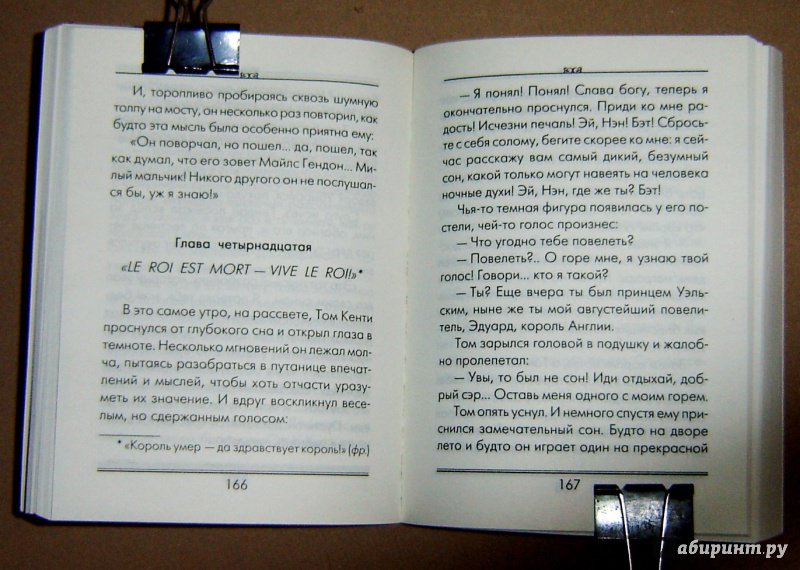 И, торопливо пробираясь сквозь шумную
толпу на мосту, он несколько раз повторил, как
будто эта мысль была особенно приятна ему:
«Он поворчал, но пошел... да, пошел, так
как думал, что его зовет Майлс Гендон... Ми-
лый мальчик! Никого другого он не послушал-
ся бы, уж я знаю!»
Глава четырнадцатая
«LE ROI EST MORT — VIVE LE ROI!»*
В это самое утро, на рассвете, Том Кенти
проснулся от глубокого сна и открыл глаза в
темноте. Несколько мгновений он лежал мол-
ча, пытаясь разобраться в путанице впечат-
лений и мыслей, чтобы хоть отчасти уразу-
меть их значение. И вдруг воскликнул весе-
лым, но сдержанным голосом:
* «Король умер — да здравствует король!» (фр.)
166
— Я понял! Понял! Слава богу, теперь я
окончательно проснулся. Приди ко мне ра-
дость! Исчезни печаль! Эй, Нэн! Бэт! Сбрось-
те с себя солому, бегите скорее ко мне: я сей-
час расскажу вам самый дикий, безумный
сон, какой только могут навеять на человека
ночные духи! Эй, Нэн, где же ты? Бэт!
Чья-то темная фигура появилась у его по-
стели, чей-то голос произнес:
— Что угодно тебе повелеть?
— Повелеть?.. О горе мне, я узнаю твой
голос! Говори... кто я такой?
— Ты? Еще вчера ты был принцем Уэль-
ским, ныне же ты мой августейший повели-
тель, Эдуард, король Англии.
Том зарылся головой в подушку и жалоб-
но пролепетал:
— Увы, то был не сон! Иди отдыхай, доб-
рый сэр... Оставь меня одного с моим горем.
Том опять уснул. И немного спустя ему при-
снился замечательный сон. Будто на дворе
лето и будто он играет один на прекрасной
167
абиринт.ру